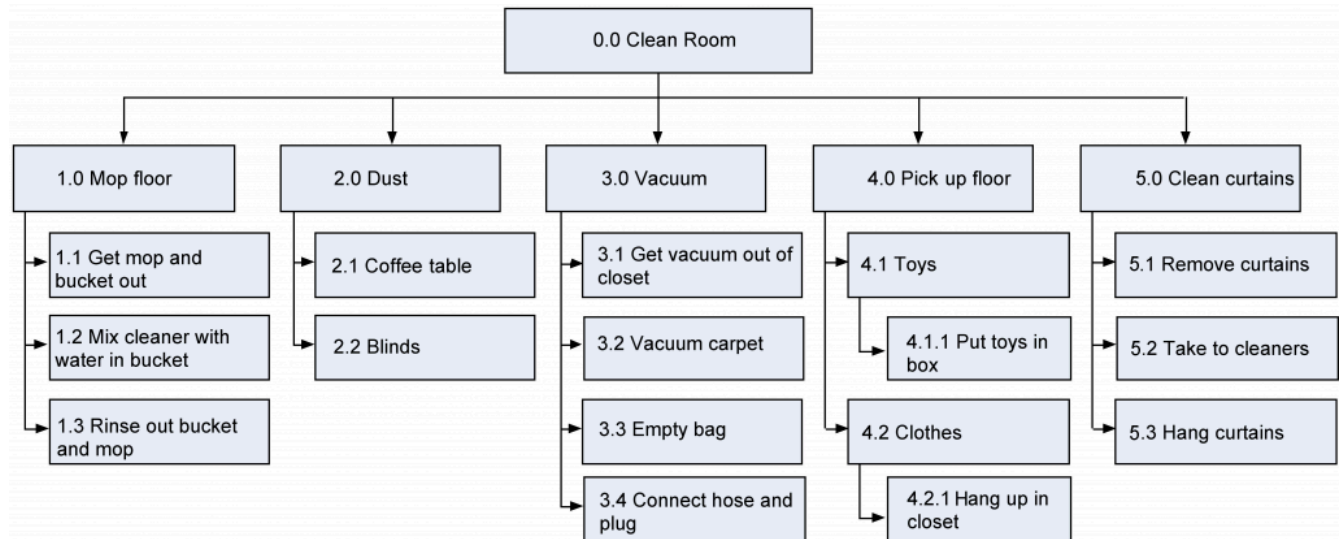 0.0 Clean Room
1.0 Mop floor
2.0 Dust
3.0 Vacuum
4.0 Pick up floor
5.0 Clean curtains
1.1 Get mop and
bucket out
1.2 Mix cleaner with
water in bucket
1.3 Rinse out bucket
and mop
2.1 Coffee table
2.2 Blinds
3.1 Get vacuum out of
closet
3.2 Vacuum carpet
3.3 Empty bag
3.4 Connect hose and
plug
4.1 Toys
4.1.1 Put toys in
box
4.2 Clothes
4.2.1 Hang up in
closet
5.1 Remove curtains
5.2 Take to cleaners
5.3 Hang curtains